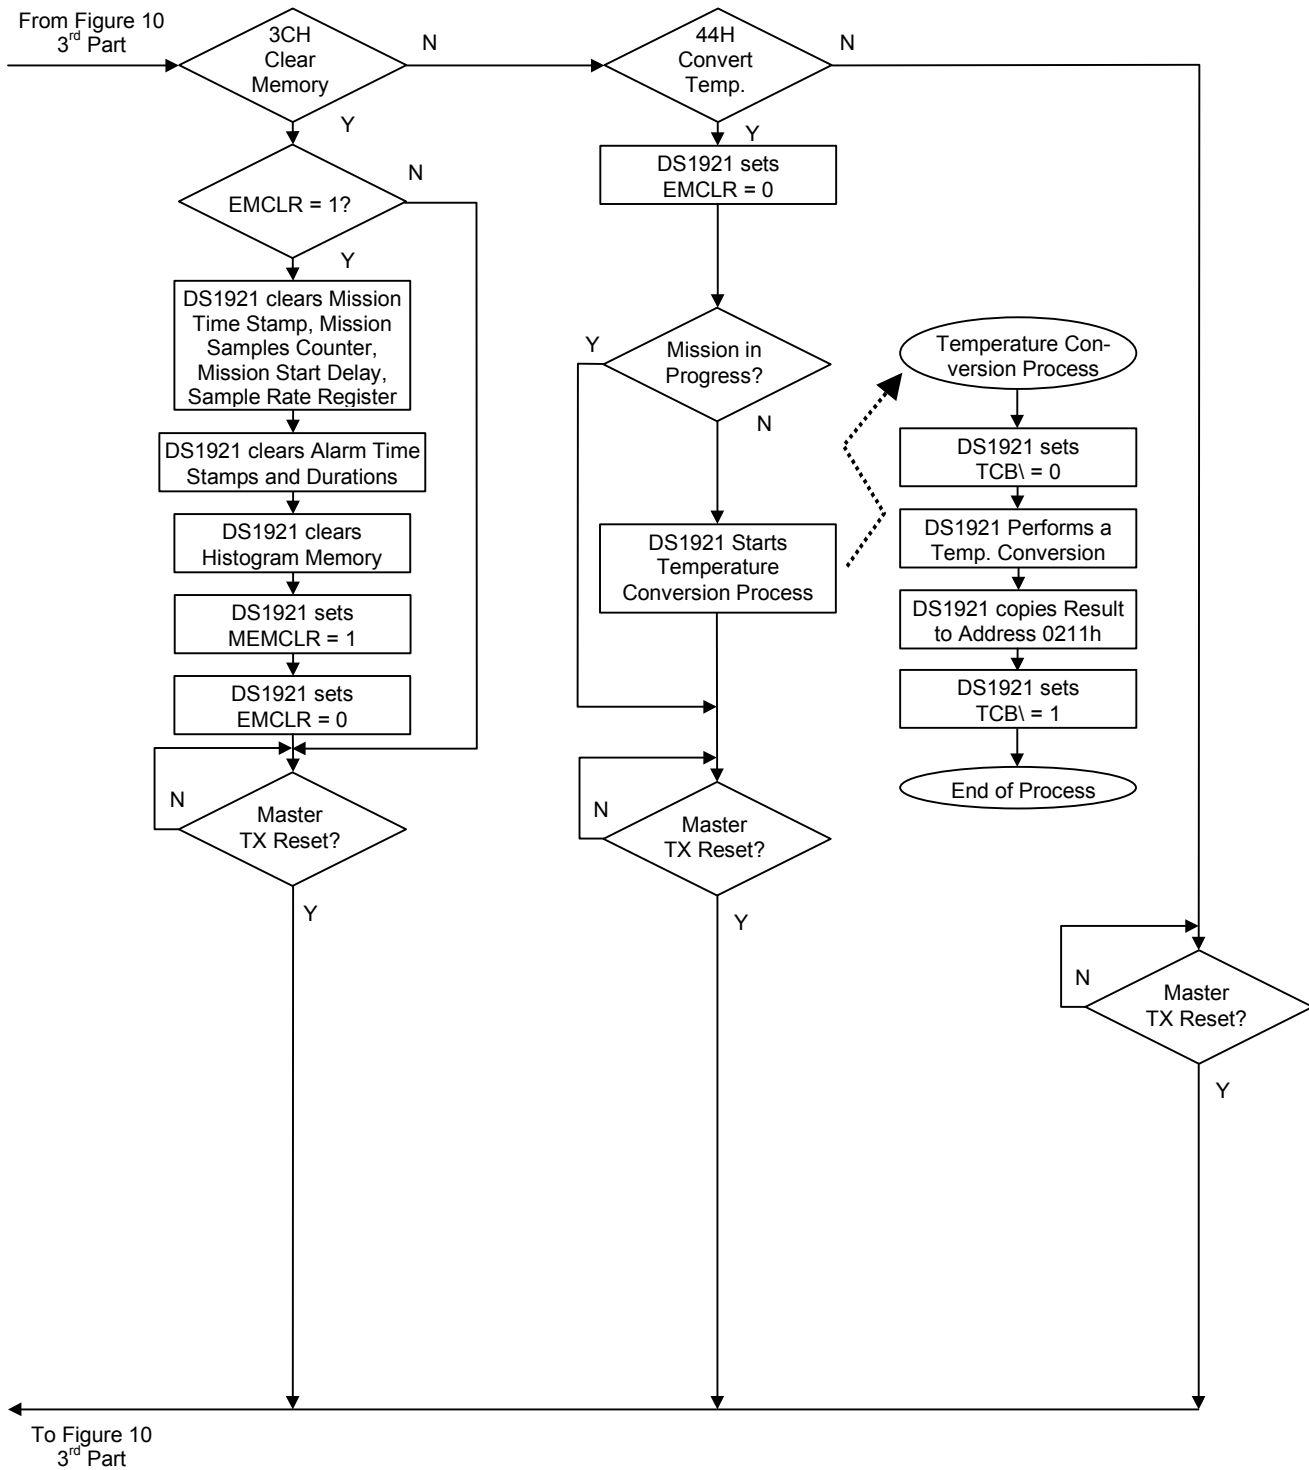 From Figure 10
3rd Part
3CH
Clear
Memory
N
Y
44H
Convert
Temp.
N
Y
EMCLR = 1?
N
Y
DS1921 sets
EMCLR = 0
DS1921 clears Mission
Time Stamp, Mission
Samples Counter,
Mission Start Delay,
Sample Rate Register
DS1921 clears Alarm Time
Stamps and Durations
DS1921 clears
Histogram Memory
DS1921 sets
MEMCLR = 1
DS1921 sets
EMCLR = 0
N
Master
TX Reset?
Y
Y
Mission in
Progress?
N
DS1921 Starts
Temperature
Conversion Process
N
Master
TX Reset?
Y
Temperature Con-
version Process
DS1921 sets
TCB\ = 0
DS1921 Performs a
Temp. Conversion
DS1921 copies Result
to Address 0211h
DS1921 sets
TCB\ = 1
End of Process
N
Master
TX Reset?
Y
To Figure 10
3rd Part